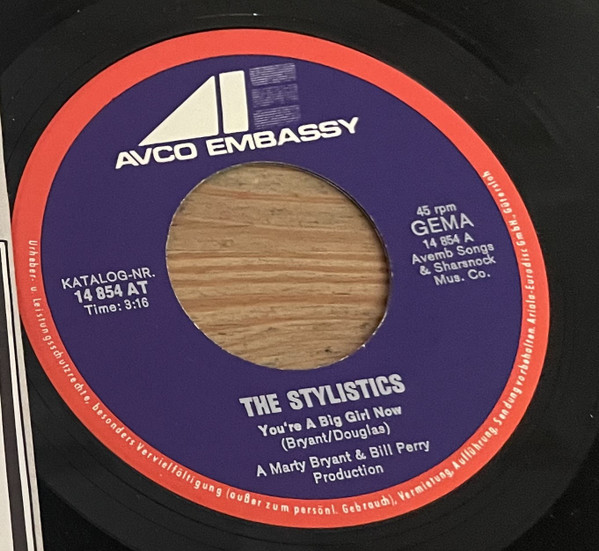 AVCO EMBASSY
KATALOG-NR.
14 854 AT
Time: 3:16
45 rpm
GEMA
14 854 A
Avemb Songs
& Sharsnock
Mus. Co.
THE STYLISTICS
You're A Big Girl Now
(Bryant/Douglas)
A Marty Bryant & Bill Perry
Production
Urheber- u. Leistungsschutzrechte, besonders Vervielfältigung (außer zum persönl. Gebrauch), Vermietung, Aufführung, Sendung vorbehalten. Ariola-Eurodisc GmbH - Gütersloh